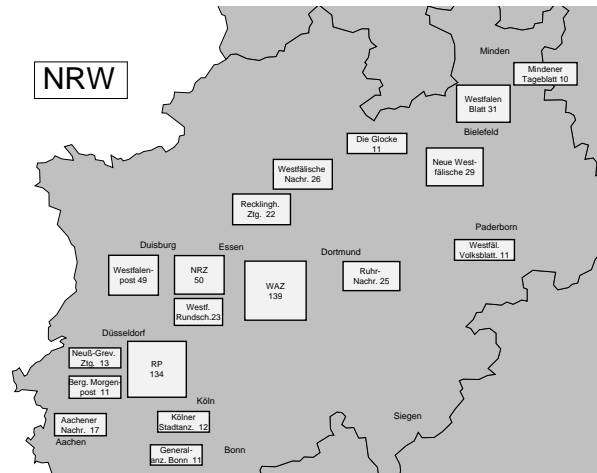 NRW
Minden
Mindener
Tageblatt 10
Westfalen
Blatt 31
Bielefeld
Die Glocke
11
Neue West-
fälische 29
Westfälische
Nachr. 26
Recklingh.
Ztg. 22
Paderborn
Westfäl.
Volksblatt. 11
Duisburg
Essen
Dortmund
Westfalen-
post 49
NRZ
50
WAZ
139
Ruhr-
Nachr. 25
Westf.
Rundsch.23
Düsseldorf
Neuß-Grev.
Ztg. 13
RP
134
Berg. Morgen-
post 11
Köln
Kölner
Stadtanz. 12
Siegen
Aachener
Nachr. 17
Aachen
General-
anz. Bonn 11
Bonn